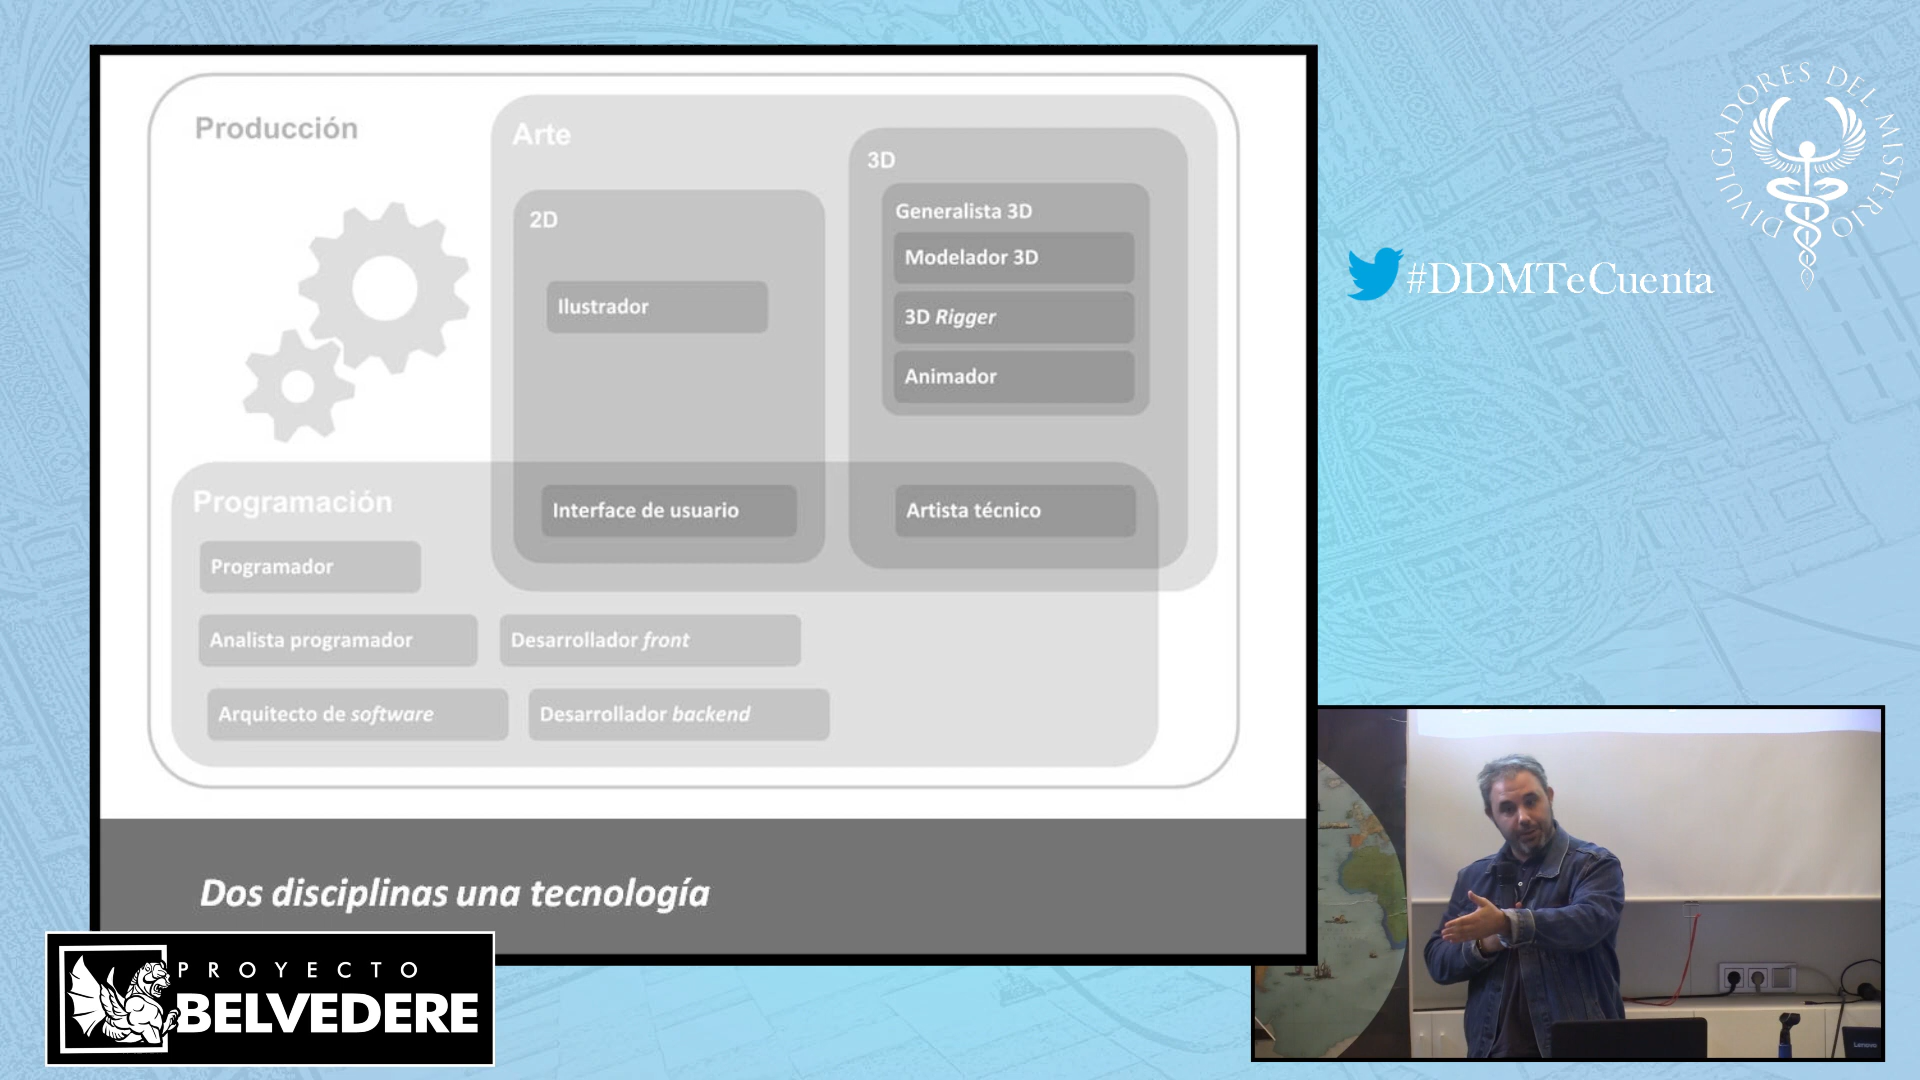 Producción
Arte
3D
2D
Generalista 3D
Modelador 3D
Ilustrador
3D Rigger
Animador
Programación
Interface de usuario
Artista técnico
Programador
Analista programador
Desarrollador front
Arquitecto de software
Desarrollador backend
Dos disciplinas una tecnología
DIVULGADORES DEL MISTERIO
#DDMTeCuenta
PROYECTO
BELVEDERE
Lenovo